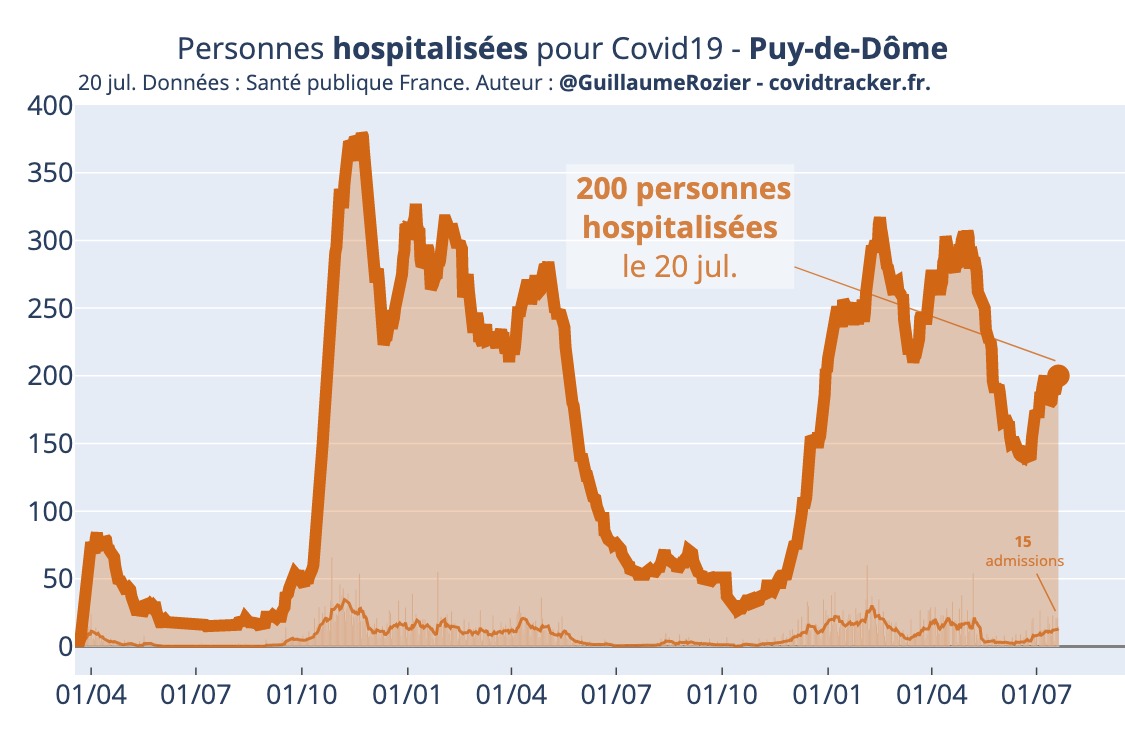 Personnes hospitalisées pour Covid19 - Puy-de-Dôme
20 jul. Données : Santé publique France. Auteur : @GuillaumeRozier - covidtracker.fr.
400
350
300
250
200
150
100
50
0
200 personnes
hospitalisées
le 20 jul.
15
admissions
01/04 01/07 01/10 01/01 01/04 01/07 01/10 01/01 01/04 01/07